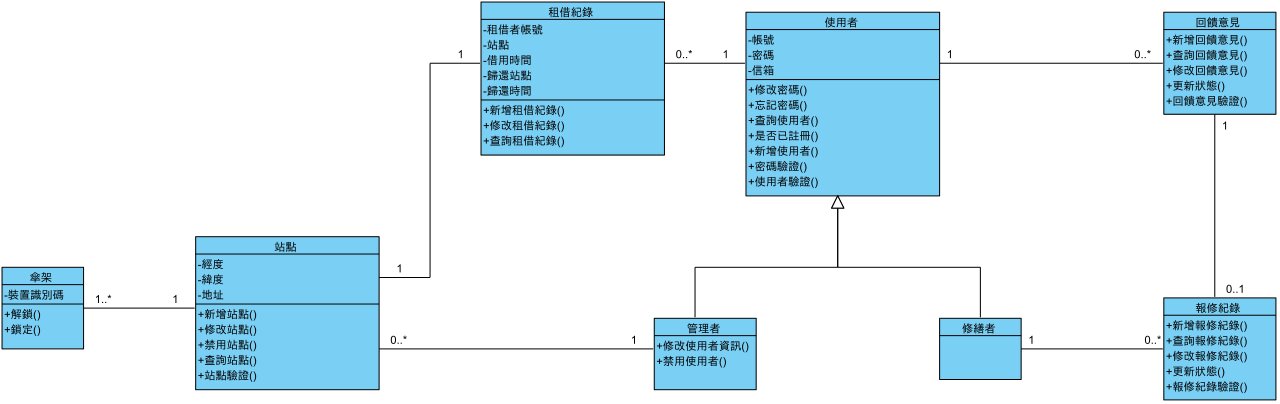 租借紀錄
-租借者帳號
-站點
-借用時間
-歸還站點
-歸還時間
+新增租借紀錄()
+修改租借紀錄()
+查詢租借紀錄()
1
0..*
1
使用者
-帳號
-密碼
-信箱
+修改密碼()
+忘記密碼()
+查詢使用者()
+是否已註冊()
+新增使用者()
+密碼驗證()
+使用者驗證()
1
0..*
回饋意見
+新增回饋意見()
+查詢回饋意見()
+修改回饋意見()
+更新狀態()
+回饋意見驗證()
1
0..1
傘架
-裝置識別碼
+解鎖()
+鎖定()
1..*
1
站點
-經度
-緯度
-地址
+新增站點()
+修改站點()
+禁用站點()
+查詢站點()
+站點驗證()
1
0..*
1
管理者
+修改使用者資訊()
+禁用使用者()
修繕者
1
0..*
報修紀錄
+新增報修紀錄()
+查詢報修紀錄()
+修改報修紀錄()
+更新狀態()
+報修紀錄驗證()